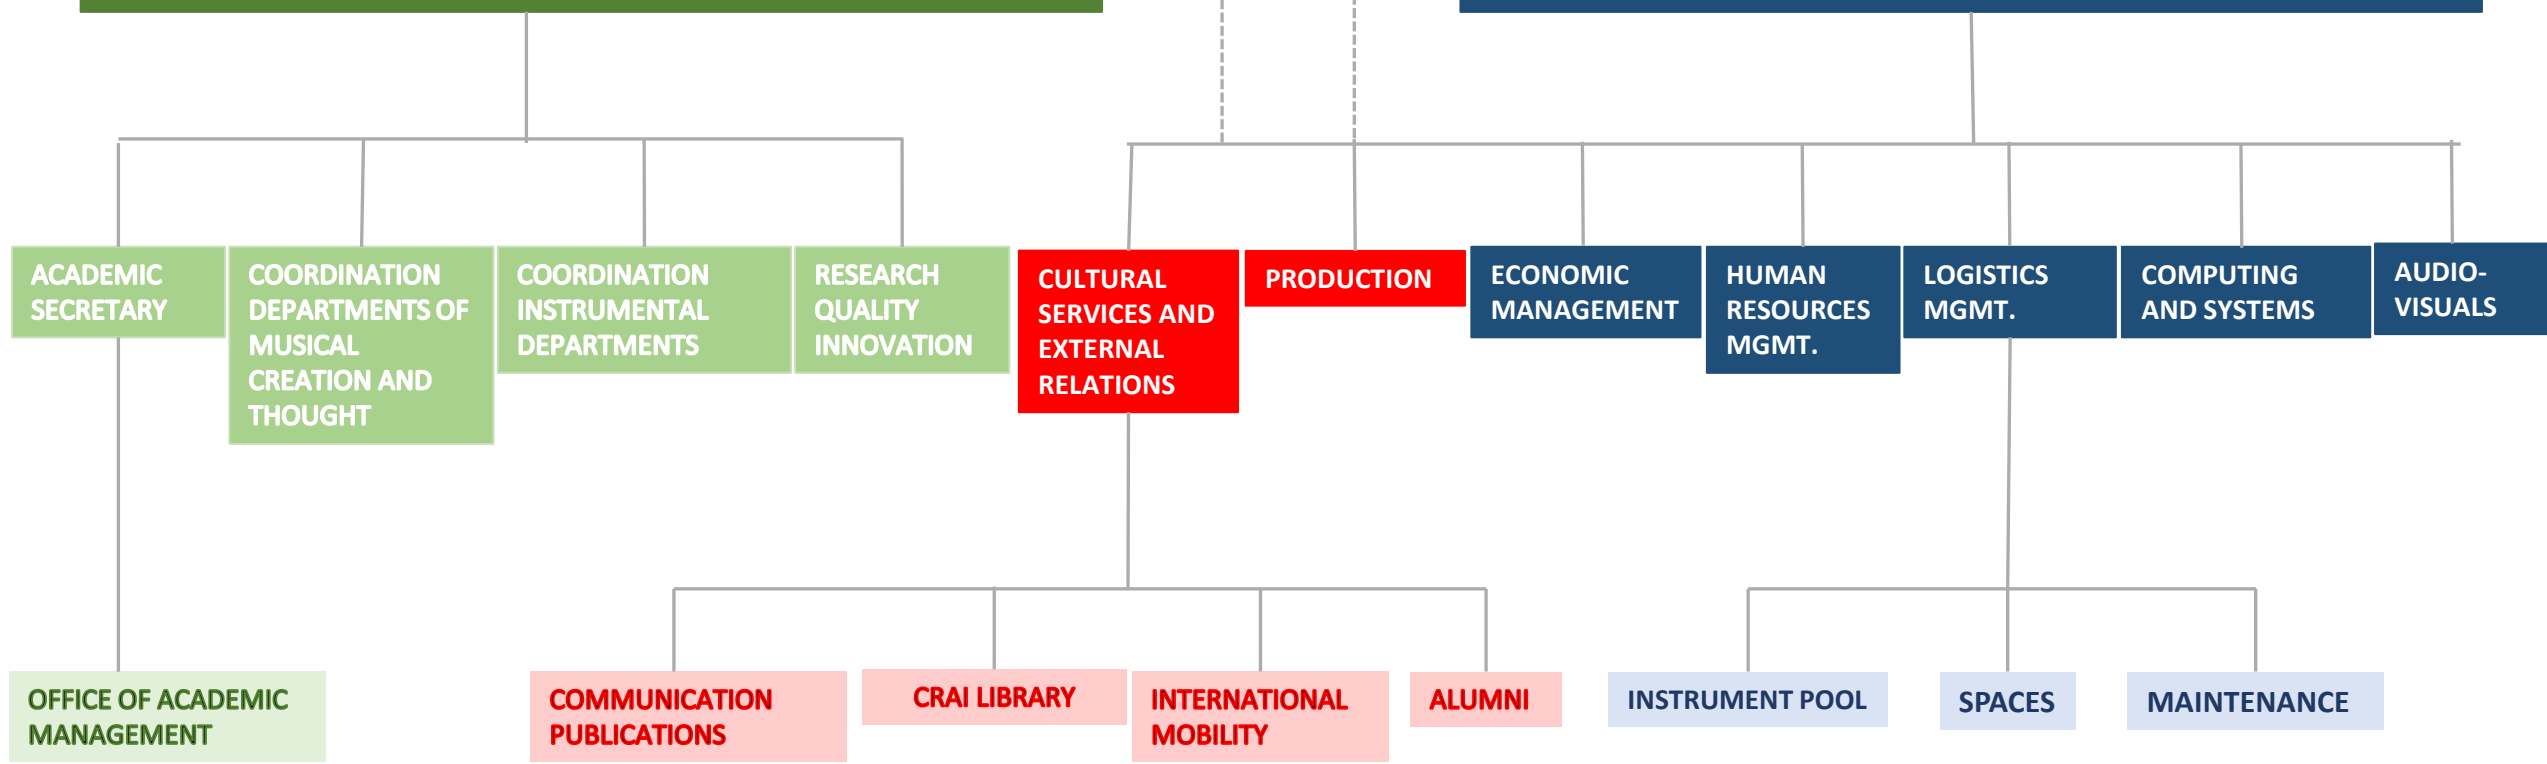 ACADEMIC
SECRETARY
COORDINATION
DEPARTMENTS OF
MUSICAL
CREATION AND
THOUGHT
COORDINATION
INSTRUMENTAL
DEPARTMENTS
RESEARCH
QUALITY
INNOVATION
CULTURAL
SERVICES AND
EXTERNAL
RELATIONS
PRODUCTION
ECONOMIC
MANAGEMENT
HUMAN
RESOURCES
MGMT.
LOGISTICS
MGMT.
COMPUTING
AND SYSTEMS
AUDIO-
VISUALS
OFFICE OF ACADEMIC
MANAGEMENT
COMMUNICATION
PUBLICATIONS
CRAI LIBRARY
INTERNATIONAL
MOBILITY
ALUMNI
INSTRUMENT POOL
SPACES
MAINTENANCE